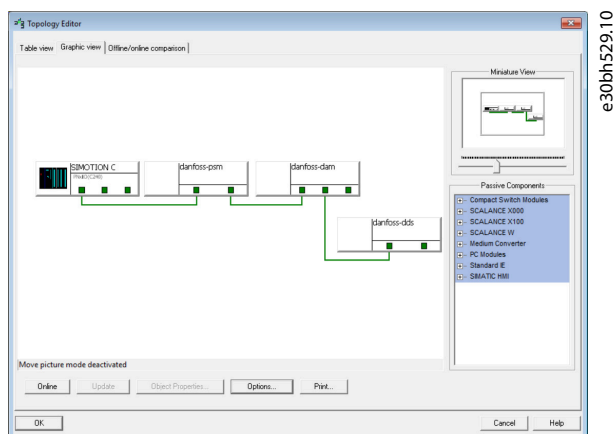 Topology Editor
Table view
Graphic view
Offline/online comparison
SIMOTION C
danfoss-psm
danfoss-dam
danfoss-dds
Move picture mode deactivated
Online
Update
Object Properties...
Options...
Print...
OK
Cancel
Help
Miniature View
Passive Components
Compact Switch Modules
SCALANCE X000
SCALANCE X100
SCALANCE W
Medium Converter
PC Modules
Standard IE
SIMATIC HMI
e30bh529.10